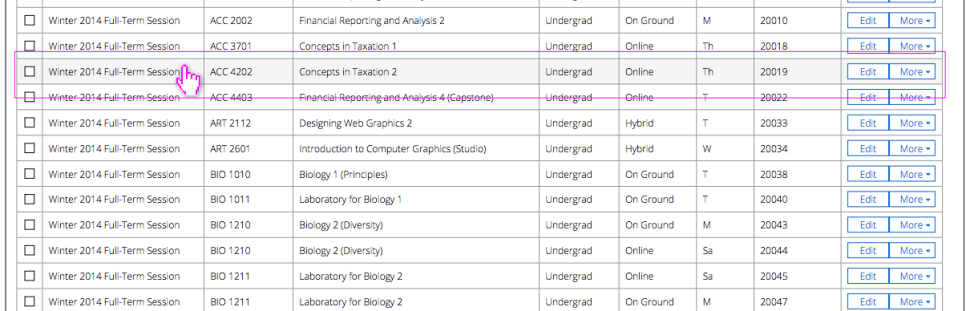 Winter 2014 Full-Term Session ACC 2002 Financial Reporting and Analysis 2 Undergrad On Ground M 20010 Edit More
Winter 2014 Full-Term Session ACC 3701 Concepts in Taxation 1 Undergrad Online Th 20018 Edit More
Winter 2014 Full-Term Session ACC 4202 Concepts in Taxation 2 Undergrad Online Th 20019 Edit More
Winter 2014 Full-Term Session ACC 4403 Financial Reporting and Analysis 4 (Capstone) Undergrad Online T 20022 Edit More
Winter 2014 Full-Term Session ART 2112 Designing Web Graphics 2 Undergrad Hybrid T 20033 Edit More
Winter 2014 Full-Term Session ART 2601 Introduction to Computer Graphics (Studio) Undergrad Hybrid W 20034 Edit More
Winter 2014 Full-Term Session BIO 1010 Biology 1 (Principles) Undergrad On Ground T 20038 Edit More
Winter 2014 Full-Term Session BIO 1011 Laboratory for Biology 1 Undergrad On Ground T 20040 Edit More
Winter 2014 Full-Term Session BIO 1210 Biology 2 (Diversity) Undergrad On Ground M 20043 Edit More
Winter 2014 Full-Term Session BIO 1210 Biology 2 (Diversity) Undergrad Online Sa 20044 Edit More
Winter 2014 Full-Term Session BIO 1211 Laboratory for Biology 2 Undergrad Online Sa 20045 Edit More
Winter 2014 Full-Term Session BIO 1211 Laboratory for Biology 2 Undergrad On Ground M 20047 Edit More